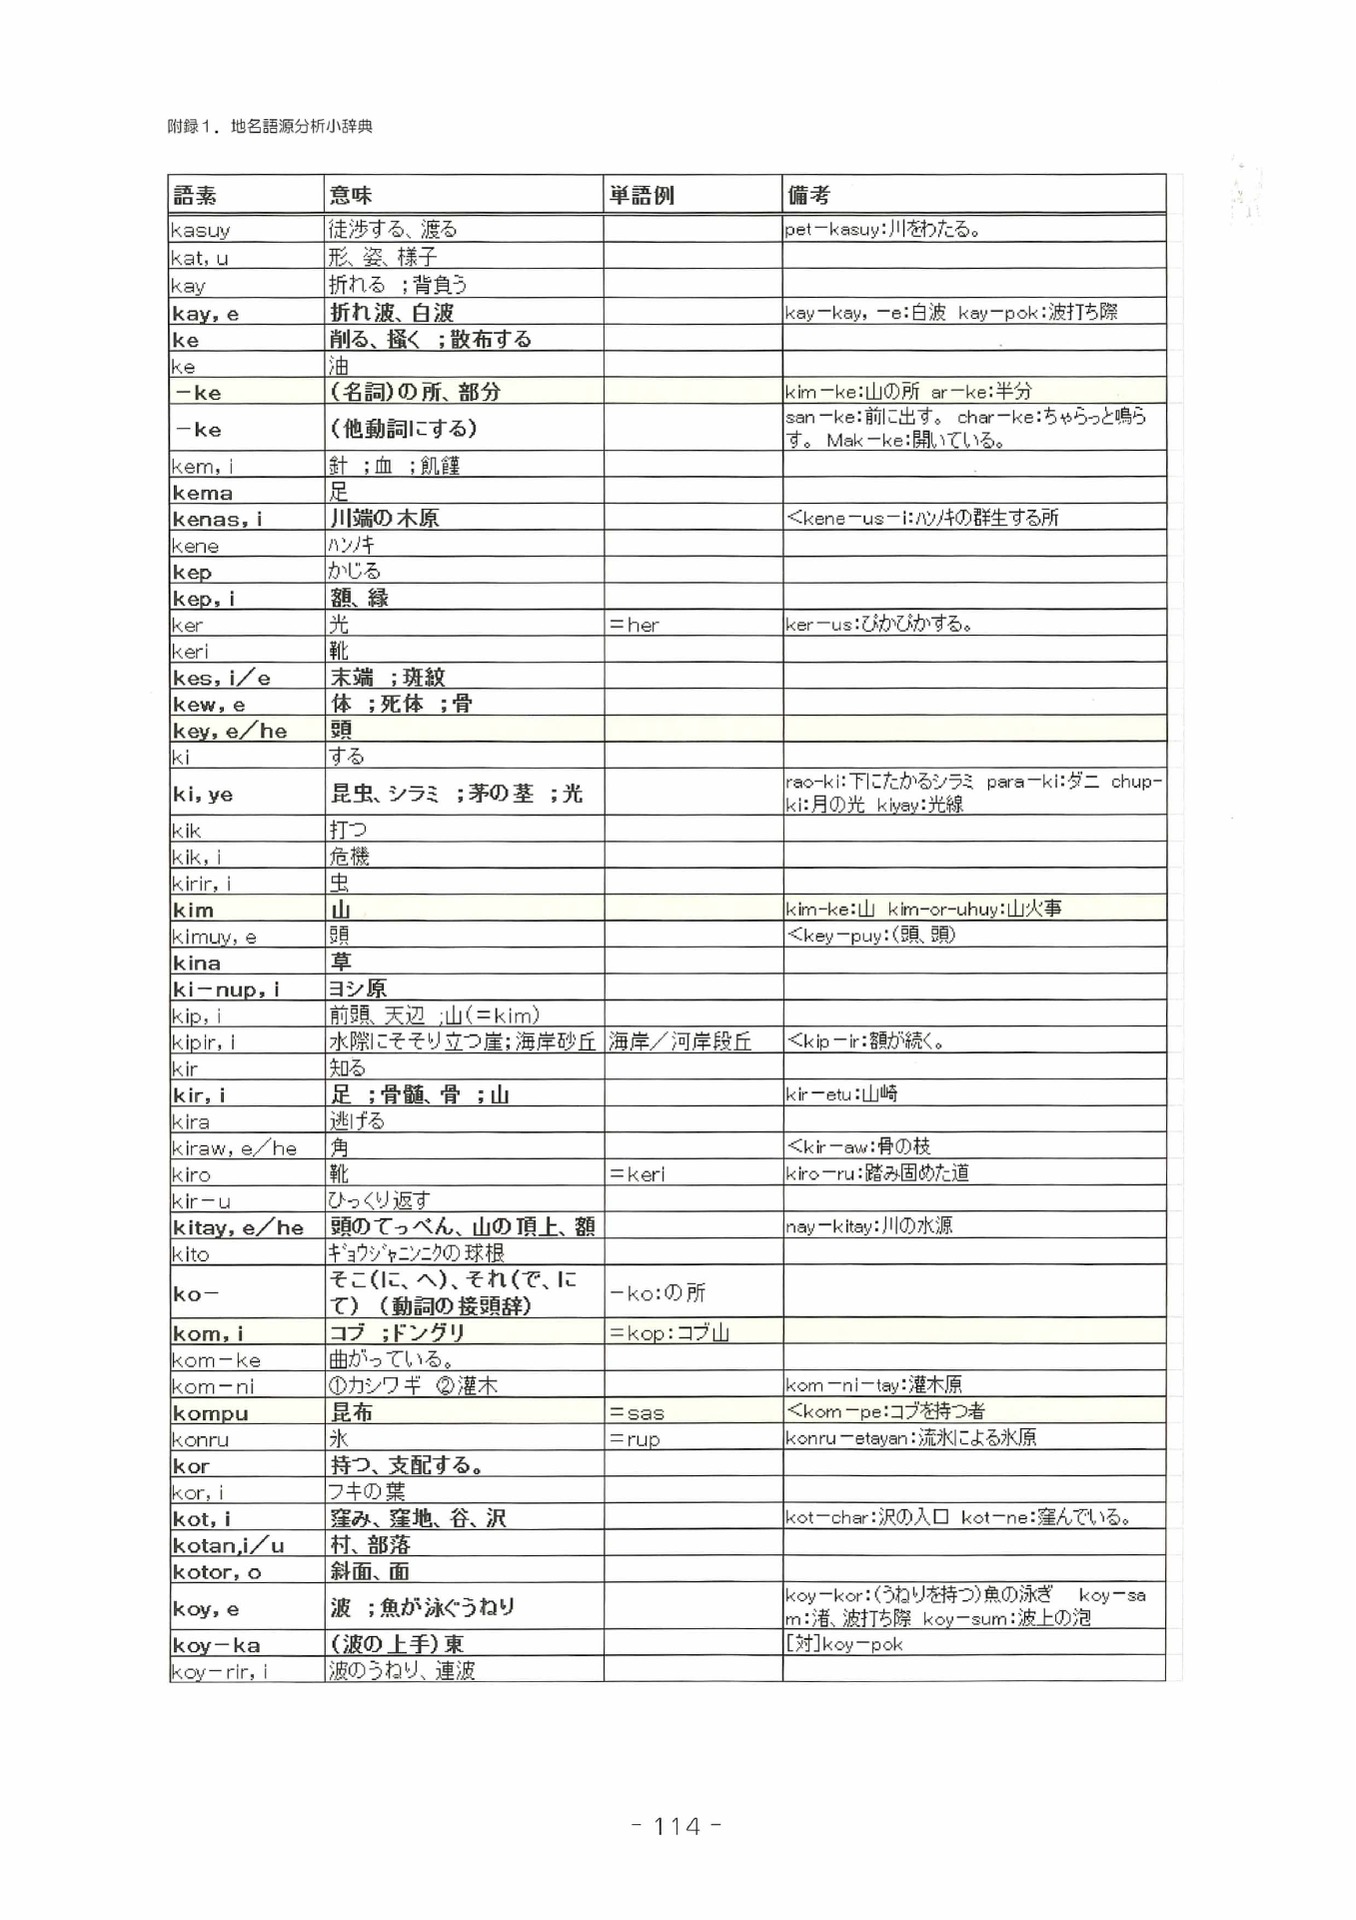 附録１．地名語源分析小辞典
語素 意味 単語例 備考
kasuy 徒渉する、渡る pet－kasuy：川をわたる。
kat，u 形、姿、様子
kay 折れる ；背負う
kay，e 折れ波、白波 kay－kay，－e：白波 kay－pok：波打ち際
ke 削る、掻く ；散布する
ke 油
－ke （名詞）の所、部分 kim－ke：山の所 ar－ke：半分
－ke （他動詞にする） san－ke：前に出す。 char－ke：ちゃらっと鳴ら
す。 Mak－ke：開いている。
kem，i 針 ；血 ；飢饉
kema 足
kenas，i 川端の木原 ＜kene－us－i：ハンノキの群生する所
kene ハンノキ
kep かじる
kep，i 額、縁
ker 光 ＝her ker－us：ぴかぴかする。
keri 靴
kes，i／e 末端 ；斑紋
kew，e 体 ；死体 ；骨
key，e／he 頭
ki する
ki，ye 昆虫、シラミ ；茅の茎 ；光 rao-ki：下にたかるシラミ para－ki：ダニ chup-
ki：月の光 kiyay：光線
kik 打つ
kik，i 危機
kirir，i 虫
kim 山 kim-ke：山 kim-or-uhuy：山火事
kimuy，e 頭 ＜key－puy：（頭、頭）
kina 草
ki－nup，i ヨシ原
kip，i 前頭、天辺 ；山（＝kim）
kipir，i 水際にそそり立つ崖；海岸砂丘 海岸／河岸段丘 ＜kip－ir：額が続く。
kir 知る
kir，i 足 ；骨髄、骨 ；山 kir－etu：山崎
kira 逃げる
kiraw，e／he 角 ＜kir－aw：骨の枝
kiro 靴 ＝keri kiro－ru：踏み固めた道
kir－u ひっくり返す
kitay，e／he 頭のてっぺん、山の頂上、額 nay－kitay：川の水源
kito ギョウジャニンニクの球根
ko－ そこ（に、へ）、それ（で、に
て） （動詞の接頭辞） －ko：の所
kom，i コブ ；ドングリ ＝kop：コブ山
kom－ke 曲がっている。
kom－ni ①カシワギ ②灌木 kom－ni－tay：灌木原
kompu 昆布 ＝sas ＜kom－pe：コブを持つ者
konru 氷 ＝rup konru－etayan：流氷による氷原
kor 持つ、支配する。
kor，i フキの葉
kot，i 窪み、窪地、谷、沢 kot－char：沢の入口 kot－ne：窪んでいる。
kotan,i／u 村、部落
kotor，o 斜面、面
koy，e 波 ；魚が泳ぐうねり koy－kor：（うねりを持つ）魚の泳ぎ koy－sa
m：渚、波打ち際 koy－sum：波上の泡
koy－ka （波の上手）東 ［対］koy－pok
koy－rir，i 波のうねり、連波
- 114 -